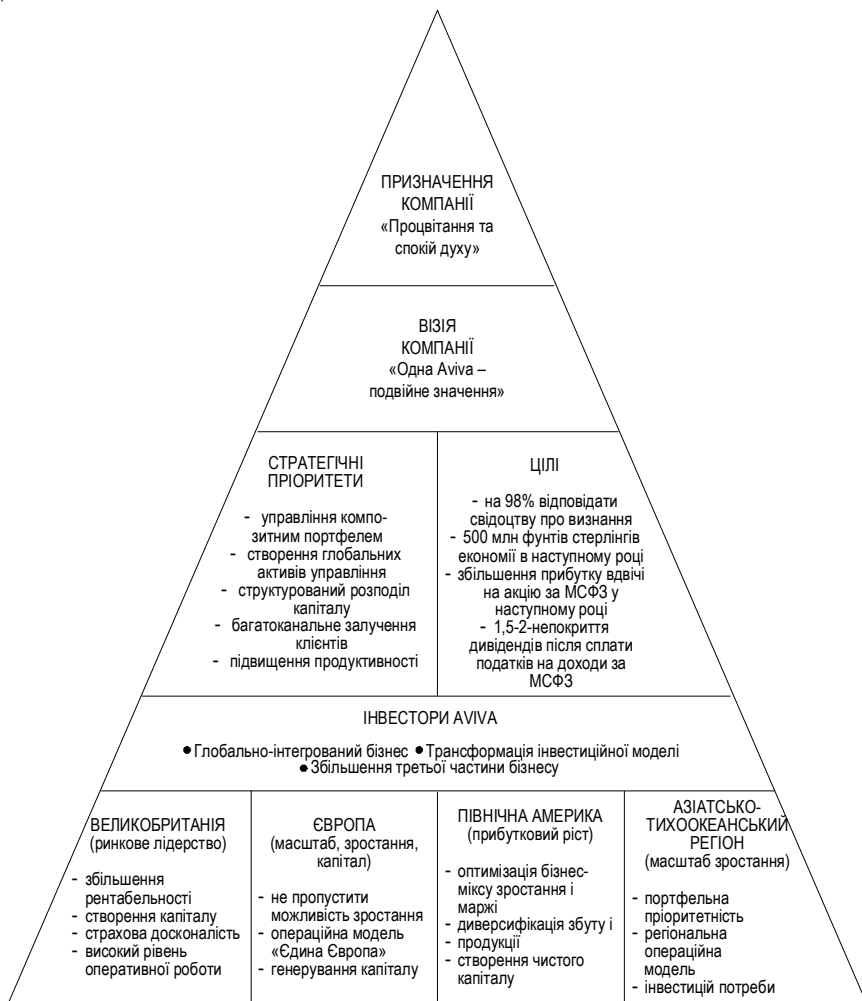 ПРИЗНАЧЕННЯ
КОМПАНІЇ
«Процвітання та
спокій духу»
ВІЗІЯ
КОМПАНІЇ
«Одна Aviva –
подвійне значення»
СТРАТЕГІЧНІ
ПРІОРИТЕТИ
- управління компо-
зитним портфелем
- створення глобальних
активів управління
- структурований розподіл
капіталу
- багатоканальне залучення
клієнтів
- підвищення продуктивності
ЦІЛІ
- на 98% відповідати
свідоцтву про визнання
- 500 млн фунтів стерлінгів
економії в наступному році
- збільшення прибутку вдвічі
на акцію за МСФЗ у
наступному році
- 1,5-2-непокриття
дивідендів після сплати
податків на доходи за
МСФЗ
ІНВЕСТОРИ AVIVA
● Глобально-інтегрований бізнес ● Трансформація інвестиційної моделі
● Збільшення третьої частини бізнесу
ВЕЛИКОБРИТАНІЯ
(ринкове лідерство)
- збільшення
рентабельності
- створення капіталу
- страхова досконалість
- високий рівень
оперативної роботи
ЄВРОПА
(масштаб, зростання,
капітал)
- не пропустити
можливість зростання
- операційна модель
«Єдина Європа»
- генерування капіталу
ПІВНІЧНА АМЕРИКА
(прибутковий ріст)
- оптимізація бізнес-
міксу зростання і
маржі
- диверсифікація збуту і
- продукції
- створення чистого
капіталу
АЗІАТСЬКО-
ТИХООКЕАНСЬКИЙ
РЕГІОН
(масштаб зростання)
- портфельна
пріоритетність
- регіональна
операційна
модель
- інвестицій потреби